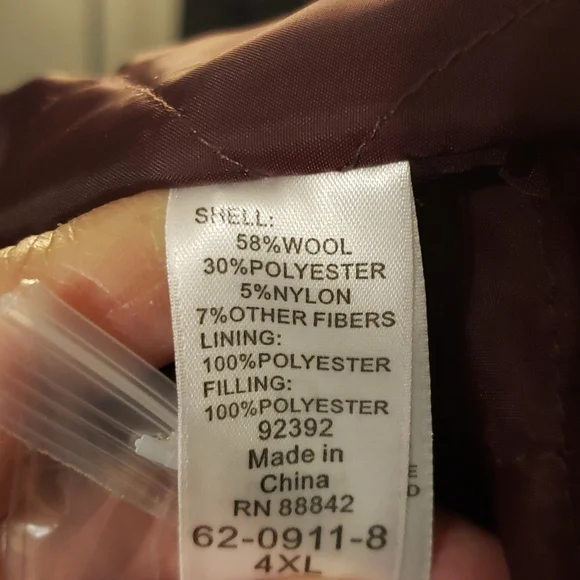 SHELL:
58%WOOL
30%POLYESTER
5%NYLON
7%OTHER FIBERS
LINING:
100%POLYESTER
FILLING:
100%POLYESTER
92392
Made in
China
RN 88842
62-0911-8
4XL
E
D